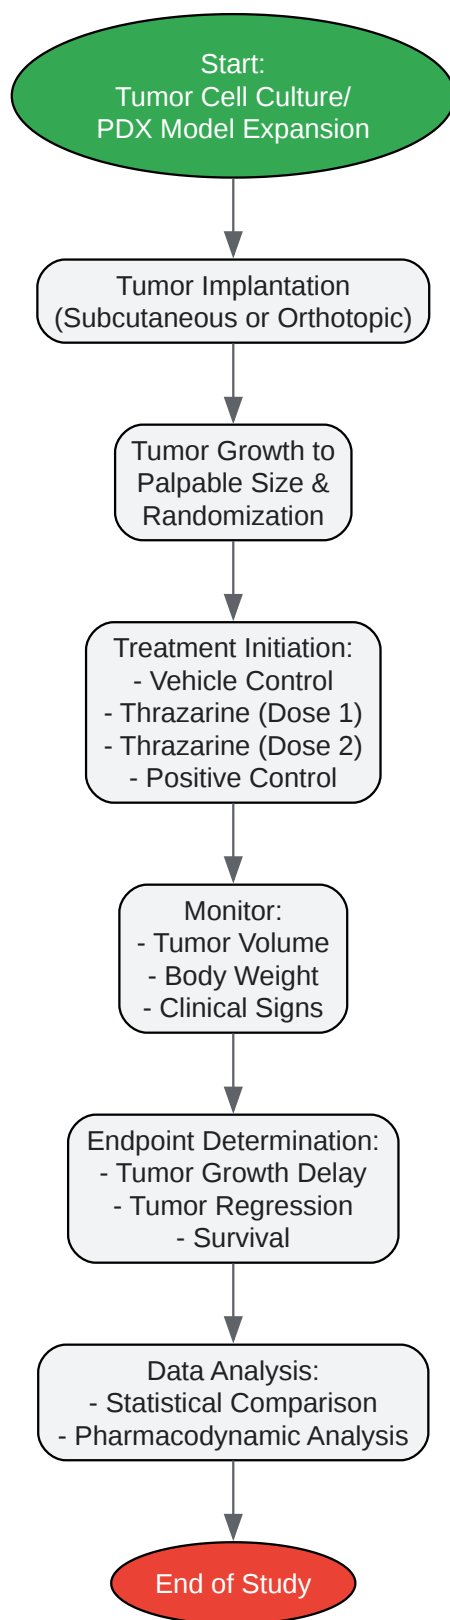 Start:
Tumor Cell Culture/
PDX Model Expansion
Tumor Implantation
(Subcutaneous or Orthotopic)
Tumor Growth to
Palpable Size &
Randomization
Treatment Initiation:
- Vehicle Control
- Thrazarine (Dose 1)
- Thrazarine (Dose 2)
- Positive Control
Monitor:
- Tumor Volume
- Body Weight
- Clinical Signs
Endpoint Determination:
- Tumor Growth Delay
- Tumor Regression
- Survival
Data Analysis:
- Statistical Comparison
- Pharmacodynamic Analysis
End of Study